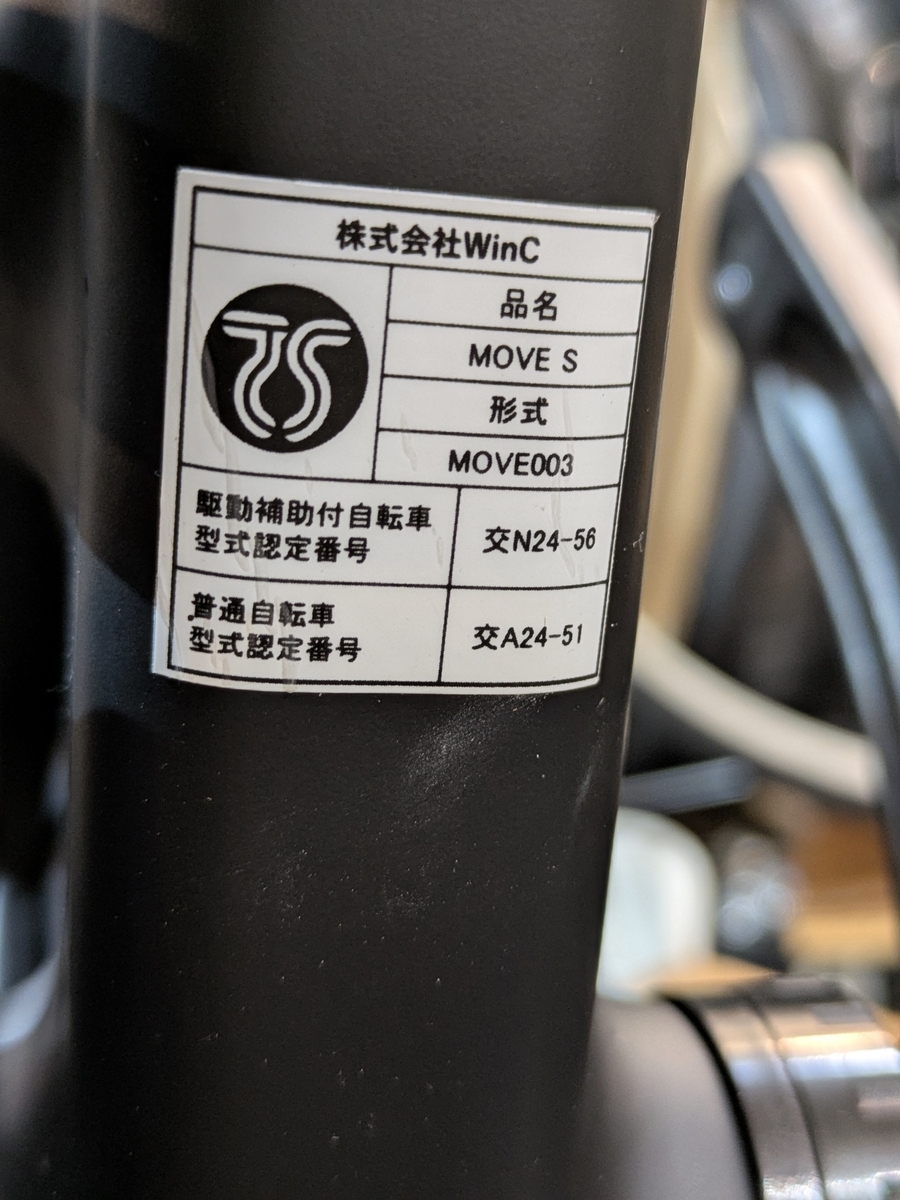 株式会社WinC
TS
品名
MOVE S
形式
MOVE003
駆動補助付自転車
型式認定番号
交N24-56
普通自転車
型式認定番号
交A24-51